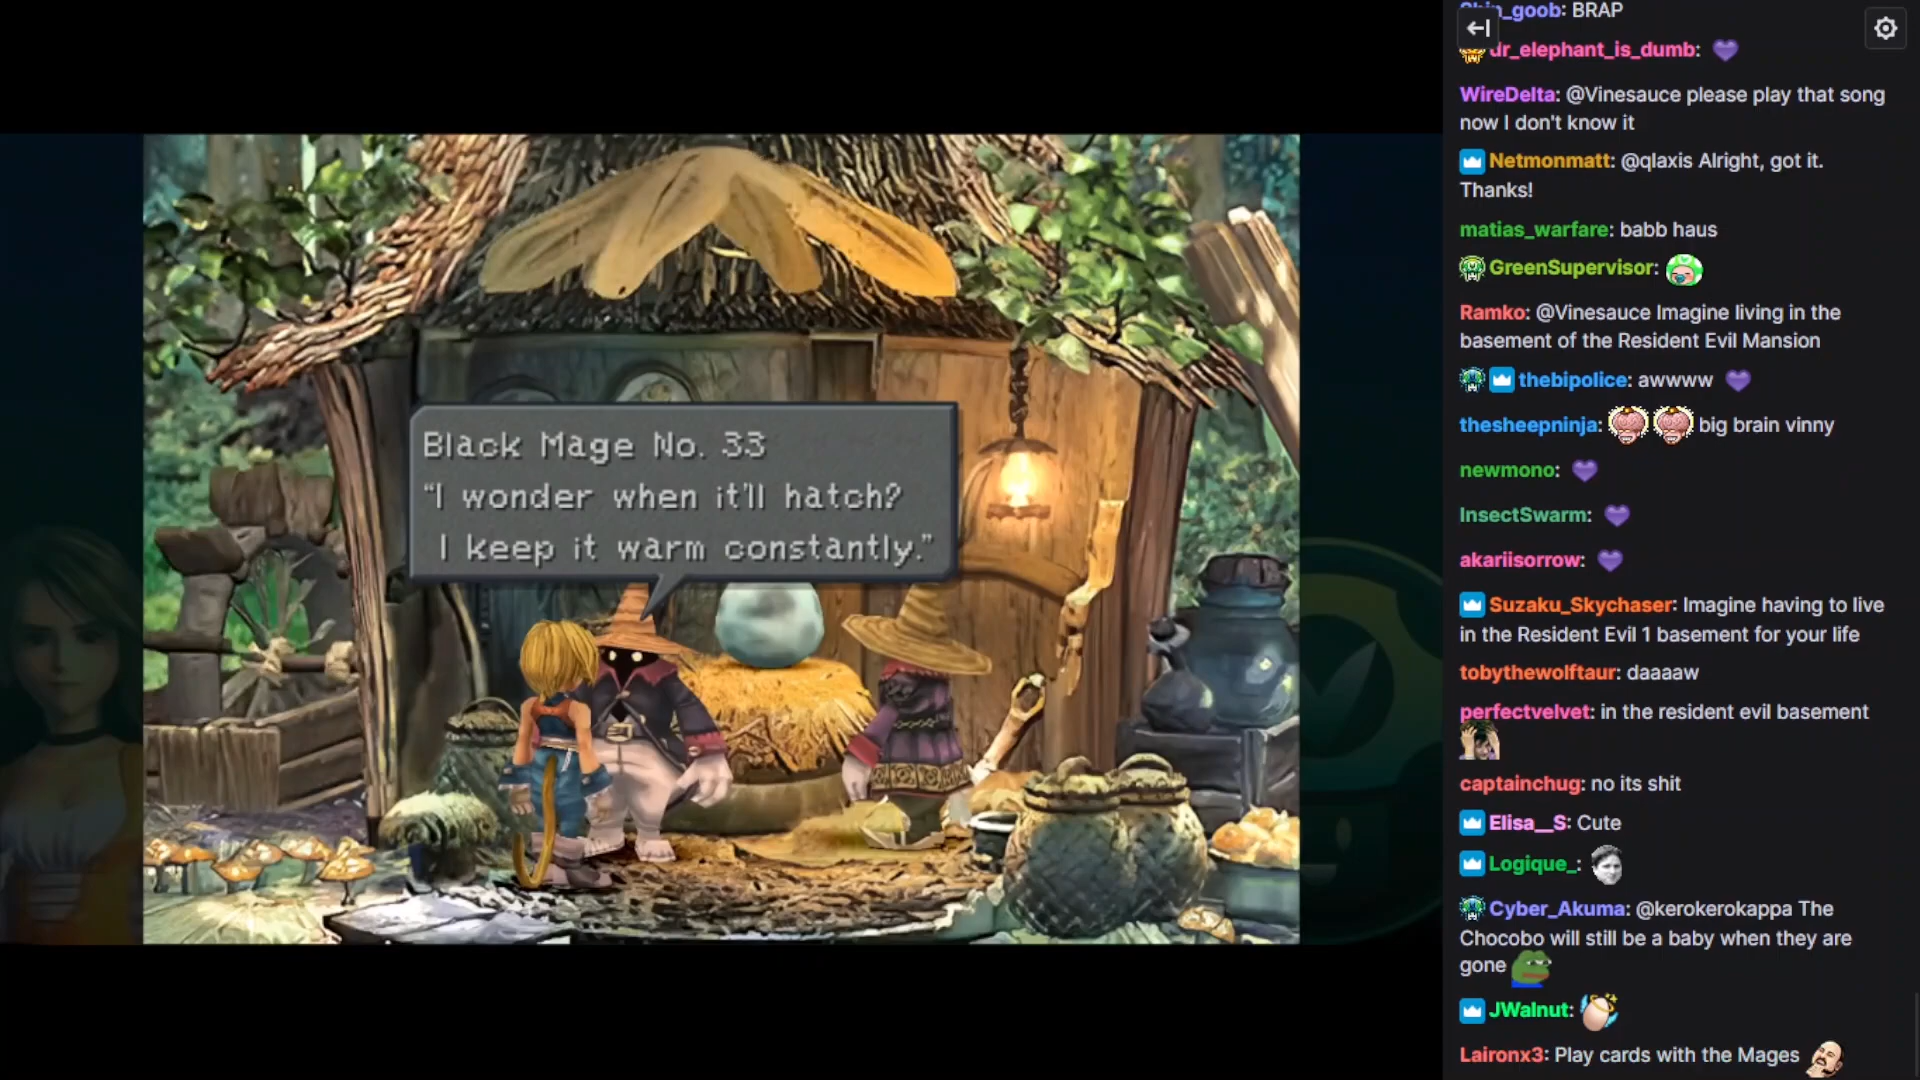 Black Mage No. 33
“I wonder when it'll hatch?
I keep it warm constantly.”
_goob: BRAP
dr_elephant_is_dumb:
WireDelta: @Vinesauce please play that song
now I don't know it
Netmonmatt: @qlaxis Alright, got it.
Thanks!
matias_warfare: babb haus
GreenSupervisor:
Ramko: @Vinesauce Imagine living in the
basement of the Resident Evil Mansion
thebipolice: awwww
thesheepninja: big brain vinny
newmono:
InsectSwarm:
akariisorrow:
Suzaku_Skychaser: Imagine having to live
in the Resident Evil 1 basement for your life
tobythewolftaur: daaaaw
perfectvelvet: in the resident evil basement
captainchug: no its shit
Elisa__S: Cute
Logique_:
Cyber_Akuma: @kerokerokappa The
Chocobo will still be a baby when they are
gone
JWalnut:
Laironx3: Play cards with the Mages